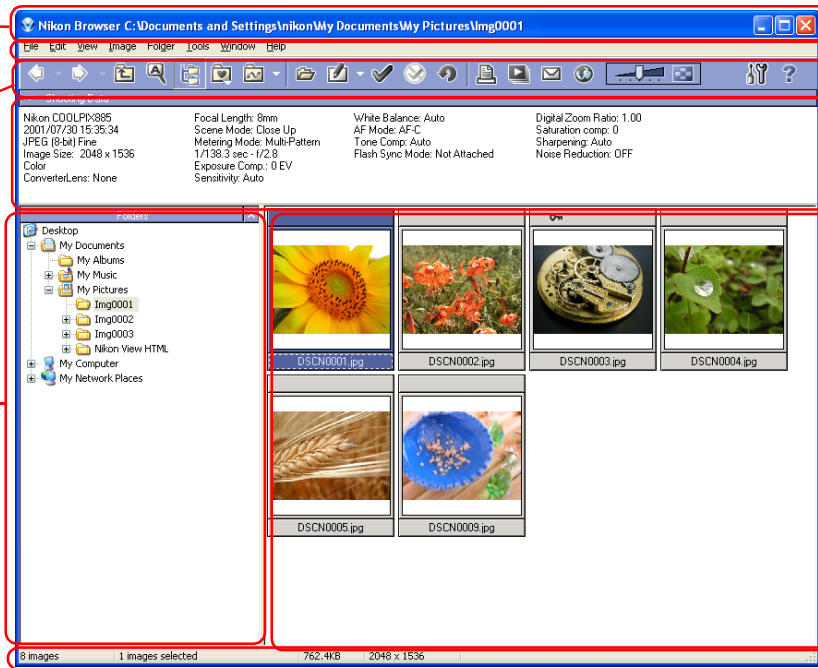 Nikon Browser C:\Documents and Settings\nikon\My Documents\My Pictures\Img0001
File Edit View Image Folder Tools Window Help
Shooting Data
Nikon COOLPIX885
2001/07/30 15:35:34
JPEG (8-bit) Fine
Image Size: 2048 x 1536
Color
ConverterLens: None
Focal Length: 8mm
Scene Mode: Close Up
Metering Mode: Multi-Pattern
1/138.3 sec - f/2.8
Exposure Comp.: 0 EV
Sensitivity: Auto
White Balance: Auto
AF Mode: AF-C
Tone Comp: Auto
Flash Sync Mode: Not Attached
Digital Zoom Ratio: 1.00
Saturation comp: 0
Sharpening: Auto
Noise Reduction: OFF
Folders
Desktop
My Documents
My Albums
My Music
My Pictures
Img0001
Img0002
Img0003
Nikon View HTML
My Computer
My Network Places
DSCN0001.jpg
DSCN0002.jpg
DSCN0003.jpg
DSCN0004.jpg
DSCN0005.jpg
DSCN0009.jpg
8 images
1 images selected
762.4KB
2048 x 1536